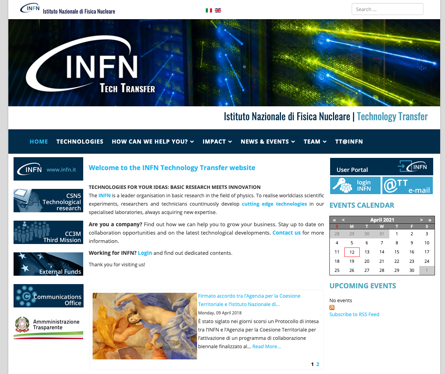 INFN Istituto Nazionale di Fisica Nucleare
Search ...
INFN
TECH TRANSFER
Istituto Nazionale di Fisica Nucleare | Technology Transfer
HOME TECHNOLOGIES HOW CAN WE HELP YOU? IMPACT NEWS & EVENTS TEAM TT@INFN
INFN www.infn.it
CSN5
Technological
research
CC3M
Third Mission
External Funds
Communications
Office
Amministrazione
Trasparente
Welcome to the INFN Technology Transfer website
TECHNOLOGIES FOR YOUR IDEAS: BASIC RESEARCH MEETS INNOVATION
The INFN is a leader organisation in basic research in the field of physics. To realise worldclass scientific
experiments, researchers and technicians continuously develop cutting edge technologies in our
specialised laboratories, always acquiring new expertise.
Are you a company? Find out how we can help you to grow your business. Stay up to date on
collaboration opportunities and on the latest technological developments. Contact us for more
information.
Working for INFN? Login and find out dedicated contents.
Thank you for visiting us!
Firmato accordo tra l'Agenzia per la Coesione
Territoriale e l'Istituto Nazionale di...
Monday, 09 April 2018
È stato siglato nei giorni scorsi un Protocollo di intesa
tra l'INFN e l'Agenzia per la Coesione Territoriale per
l'attivazione di un programma di collaborazione
biennale finalizzato al... Read More...
1 2
User Portal INFN
login
INFN
@TT
e-mail
EVENTS CALENDAR
« < April 2021 > »
S M T W T F S
28 29 30 31 1 2 3
4 5 6 7 8 9 10
11 12 13 14 15 16 17
18 19 20 21 22 23 24
25 26 27 28 29 30 1
UPCOMING EVENTS
No events
Subscribe to RSS Feed